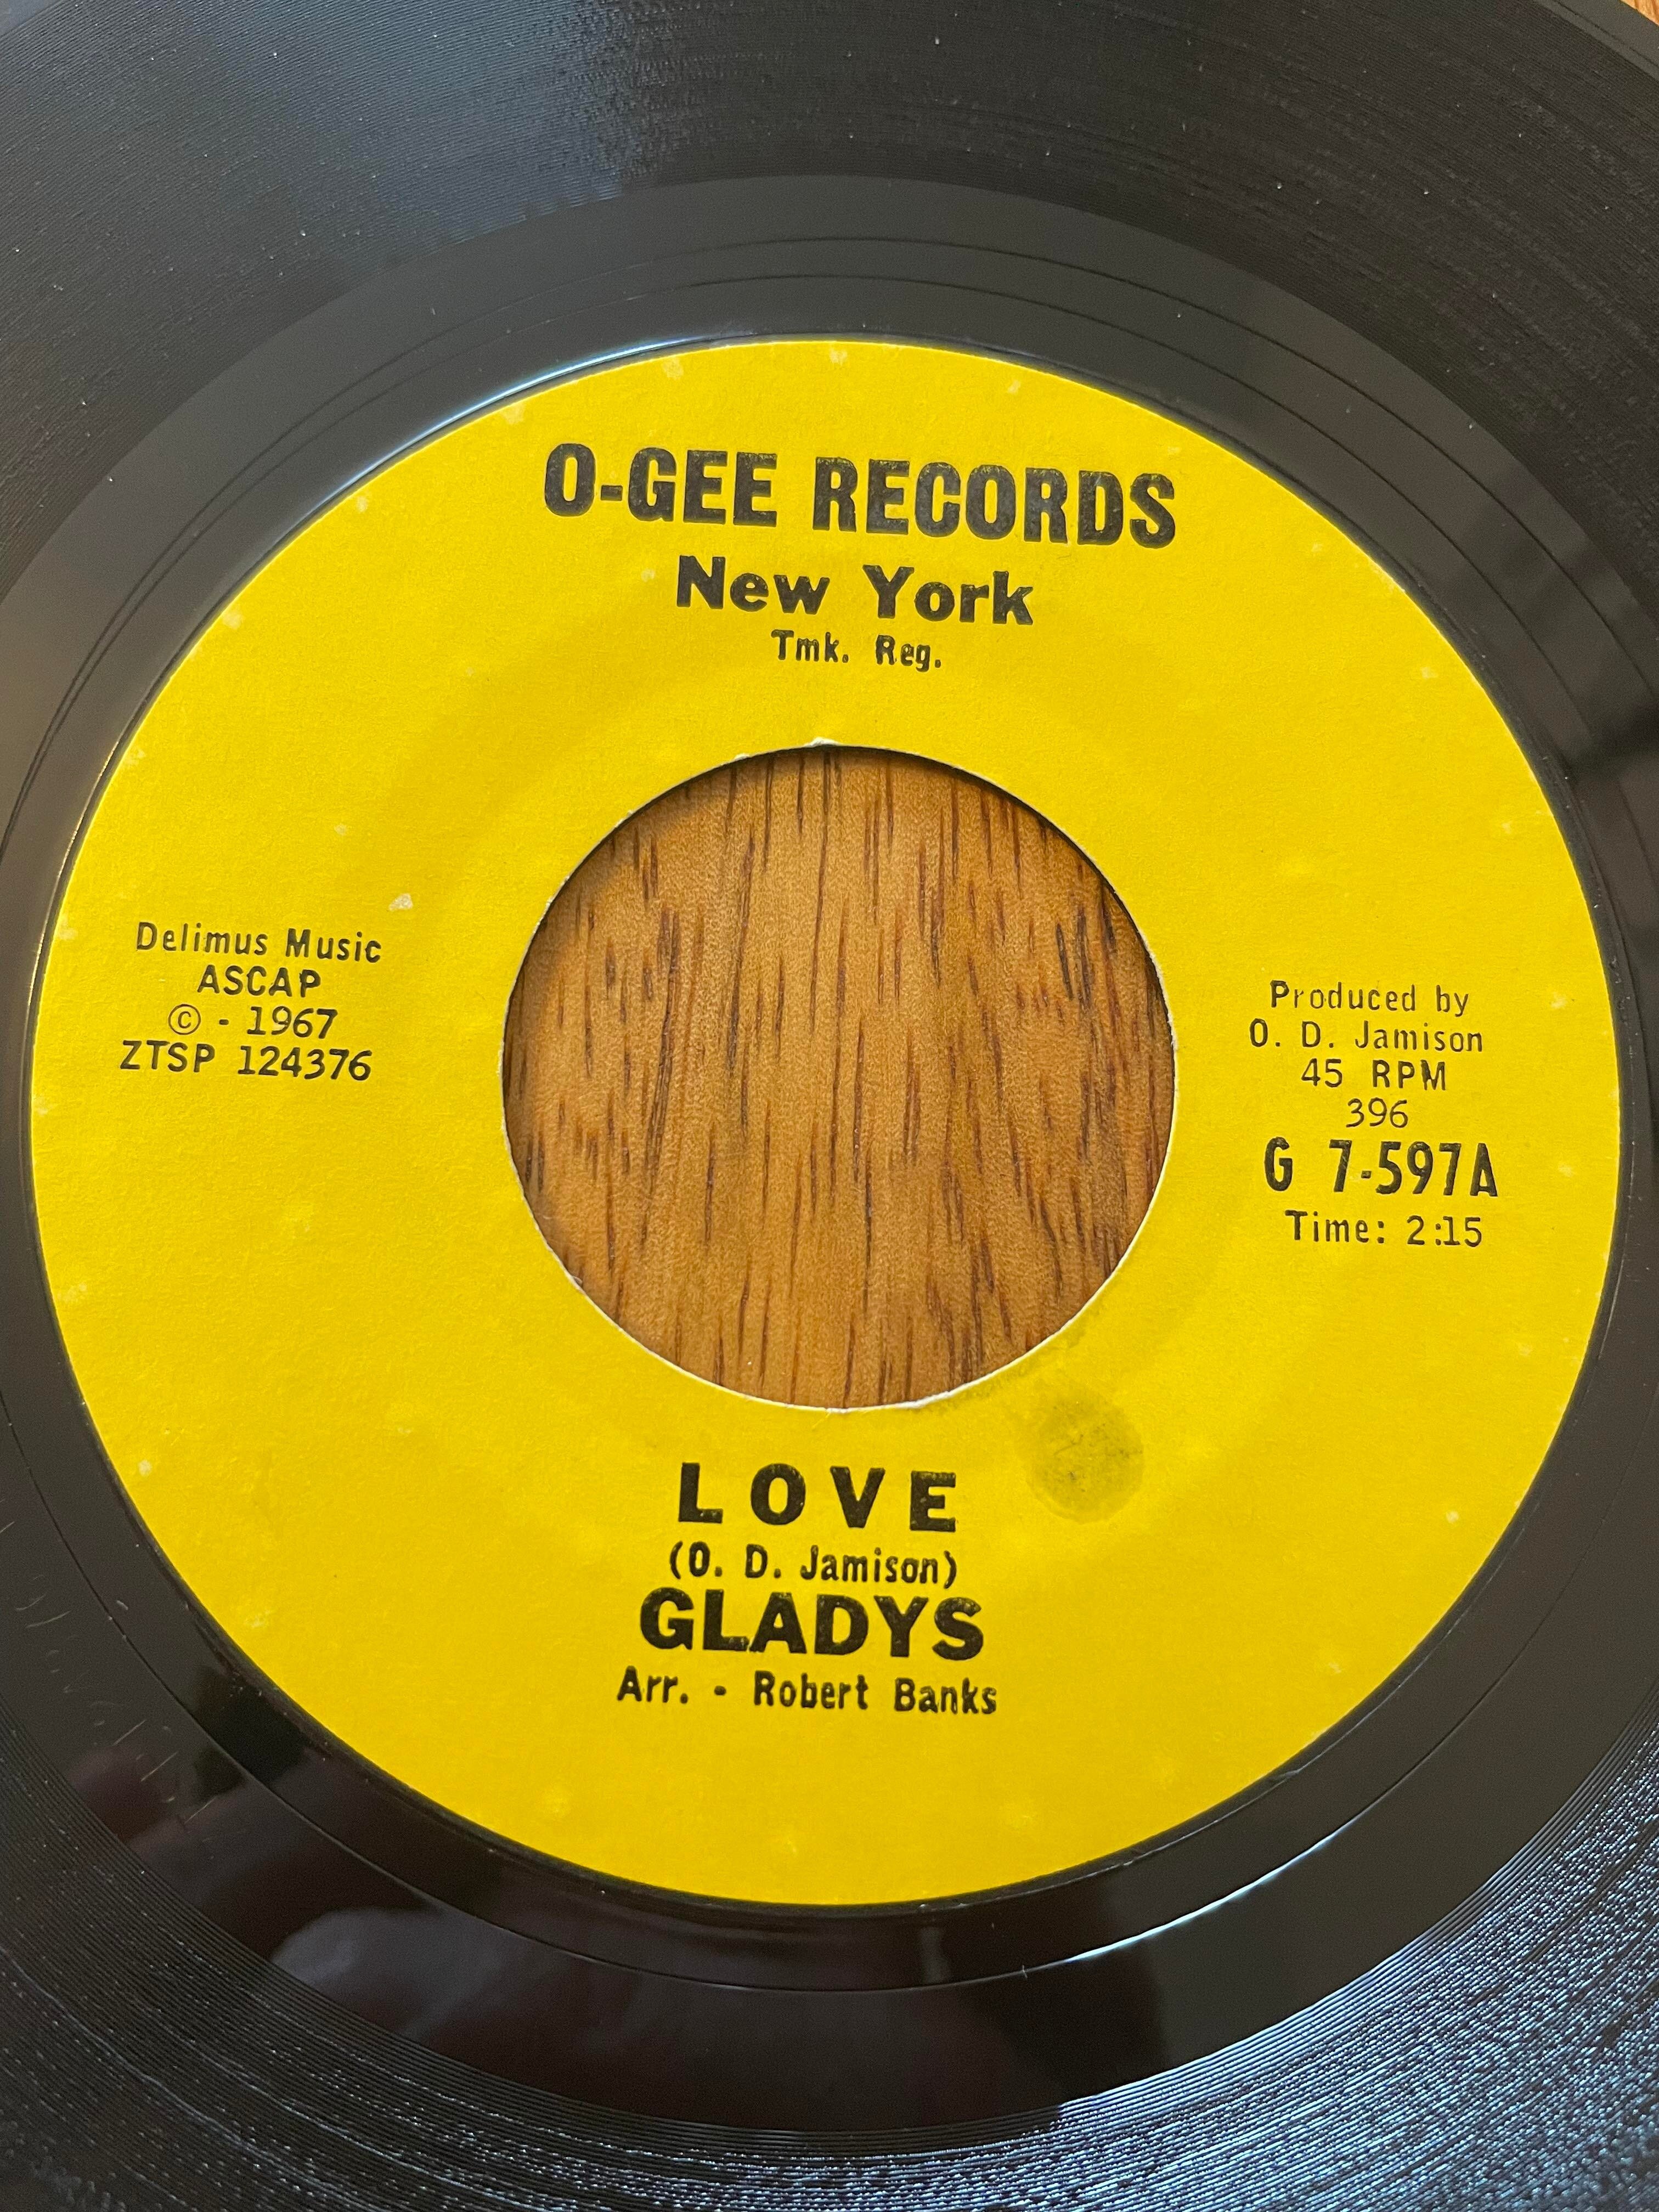 O-GEE RECORDS
New York
Tmk. Reg.
Delimus Music
ASCAP
© - 1967
ZTSP 124376
Produced by
O. D. Jamison
45 RPM
396
G 7-597A
Time: 2:15
LOVE
(O. D. Jamison)
GLADYS
Arr. - Robert Banks